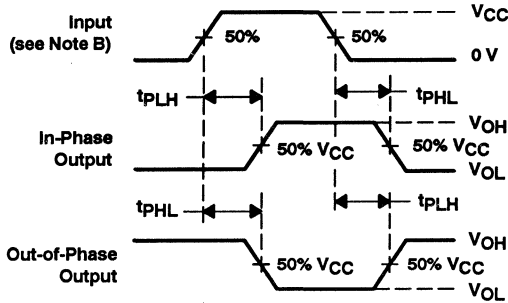 Input
(see Note B)
50%
50%
VCC
0 V
tPLH
tPHL
In-Phase
Output
50% VCC
50% VCC
VOH
VOL
tPHL
tPLH
Out-of-Phase
Output
50% VCC
50% VCC
VOH
VOL